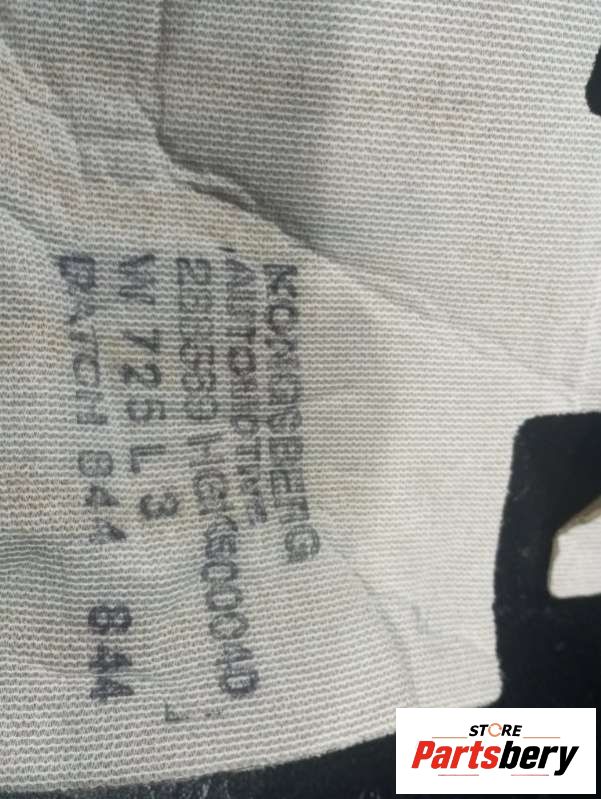 KONGSBERG
AUTOMOTIVE
W 725 L 3
BATCH 844 844
STORE
Partsbery